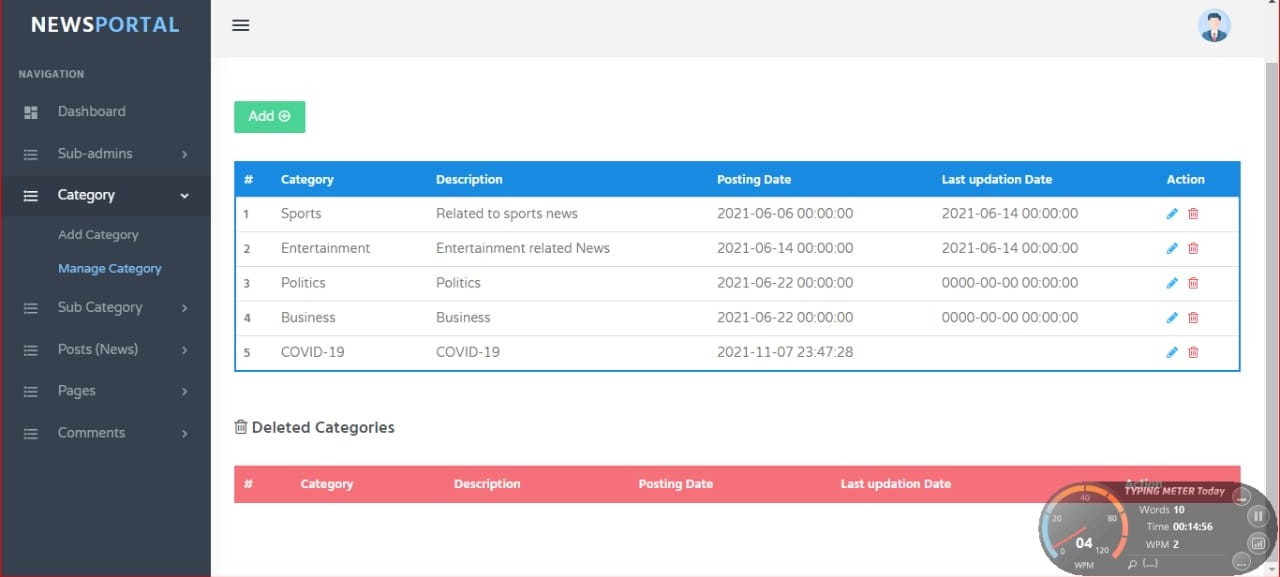 NEWSPORTAL
NAVIGATION
Dashboard
Sub-admins
Category
Add Category
Manage Category
Sub Category
Posts (News)
Pages
Comments
Add
# Category Description Posting Date Last updation Date Action
1 Sports Related to sports news 2021-06-06 00:00:00 2021-06-14 00:00:00
2 Entertainment Entertainment related News 2021-06-14 00:00:00 2021-06-14 00:00:00
3 Politics Politics 2021-06-22 00:00:00 0000-00-00 00:00:00
4 Business Business 2021-06-22 00:00:00 0000-00-00 00:00:00
5 COVID-19 COVID-19 2021-11-07 23:47:28
Deleted Categories
# Category Description Posting Date Last updation Date Action
TYPING METER Today
Words 10
Time 00:14:56
WPM 2
(...)
0 20 40 80 120
04
WPM